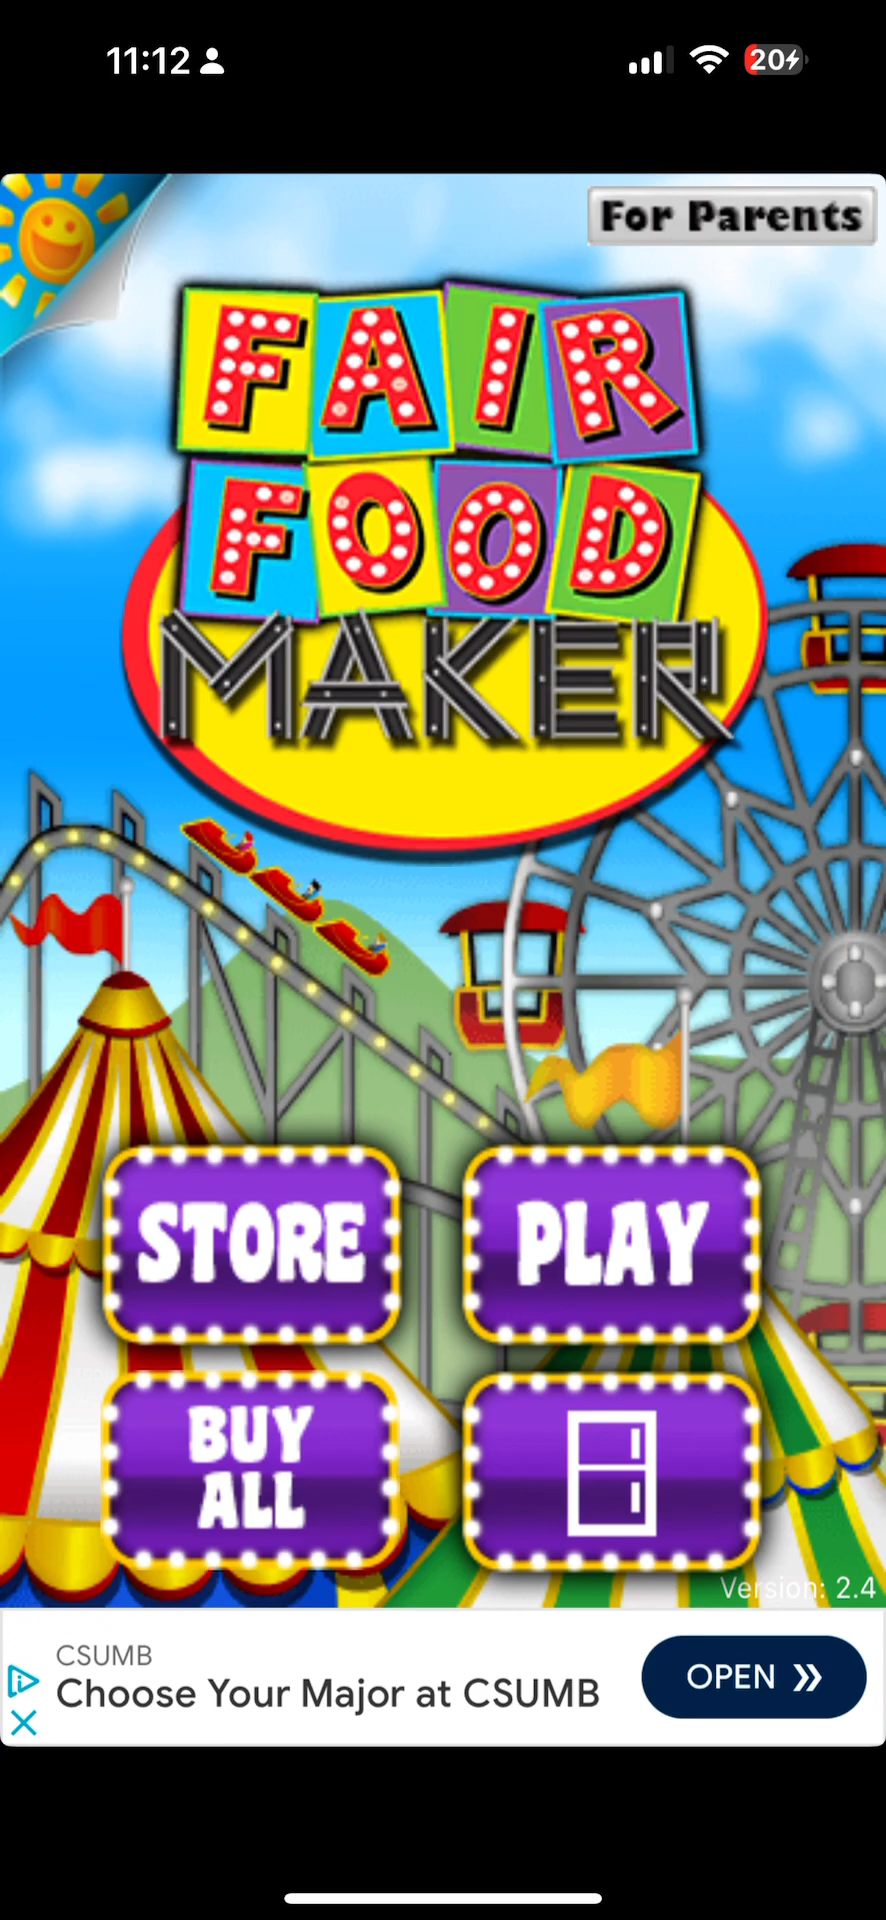 11:12
20
For Parents
FAIR
FOOD
MAKER
STORE
PLAY
BUY
ALL
Version: 2.4
CSUMB
Choose Your Major at CSUMB
OPEN